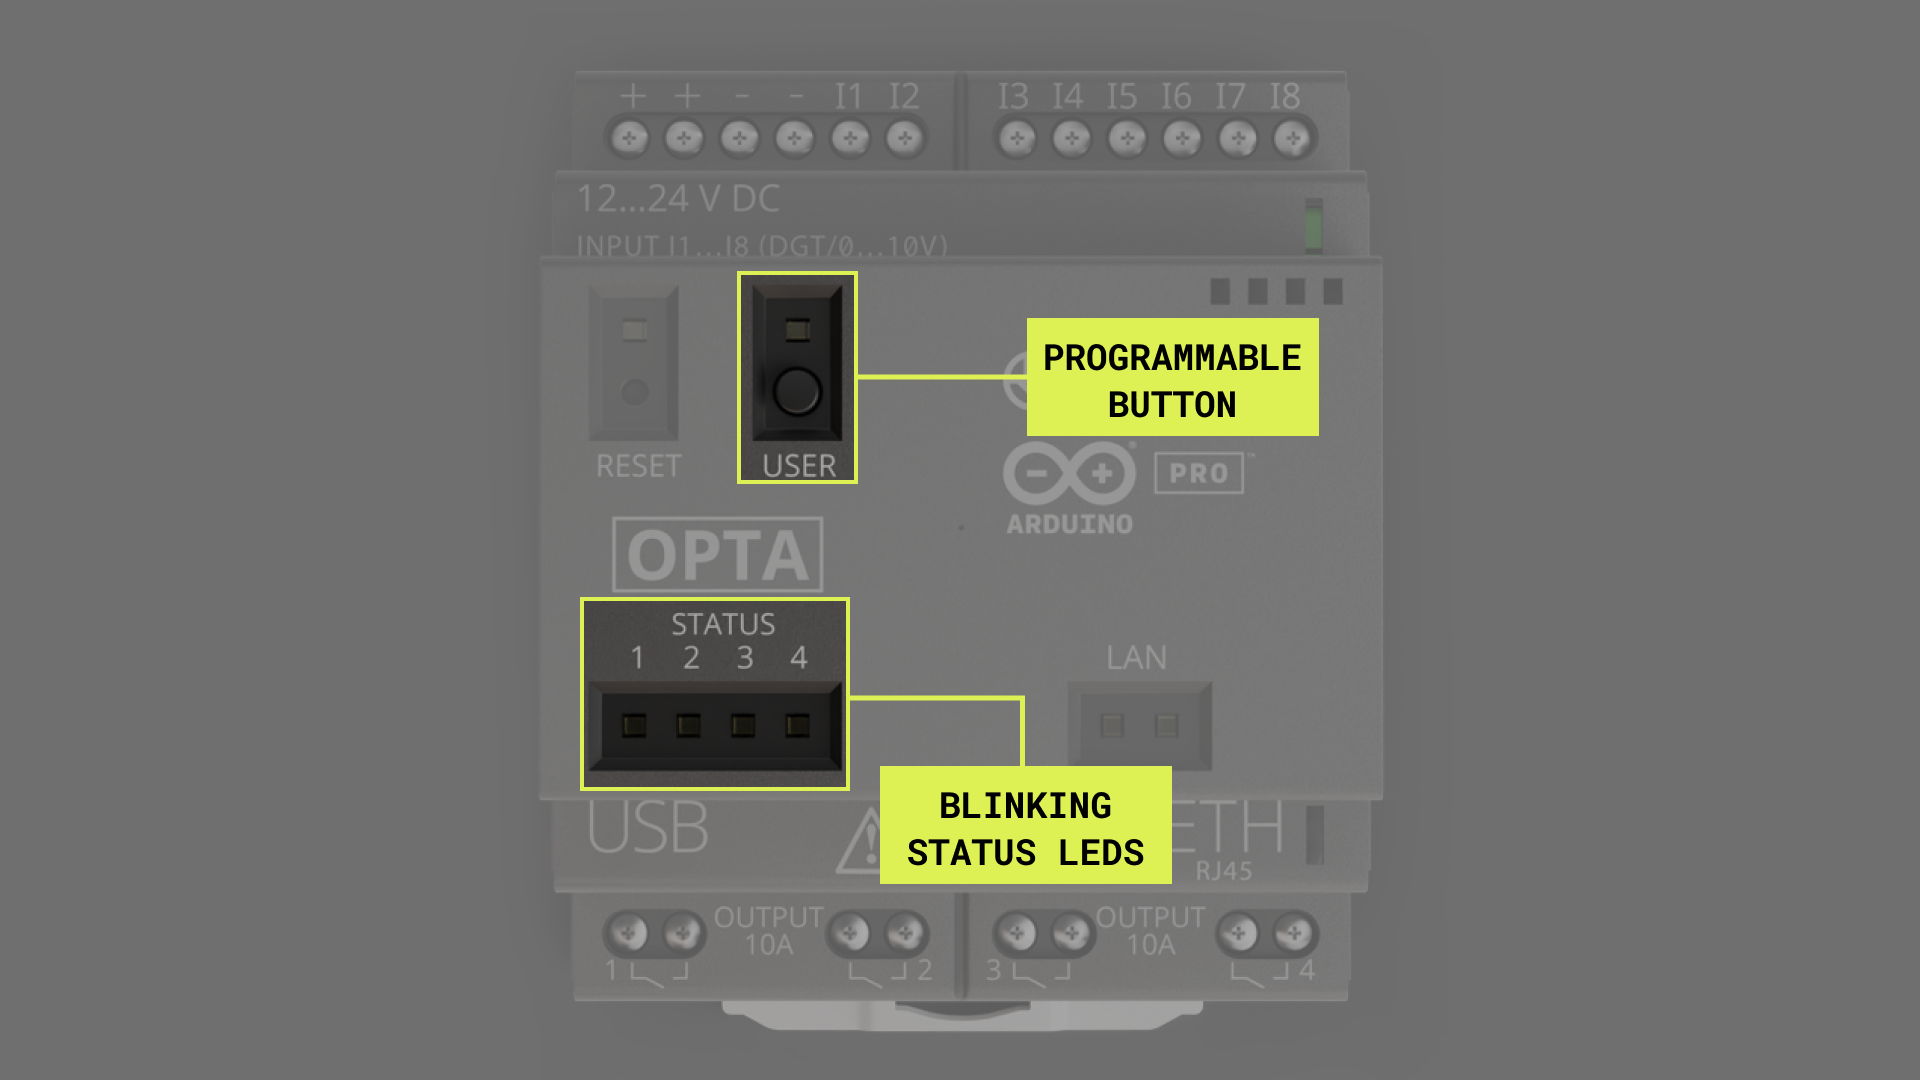 + + - - I1 I2 I3 I4 I5 I6 I7 I8
12...24 V DC
INPUT I1...I8 (DGT/0...10V)
RESET
USER
PROGRAMMABLE
BUTTON
PRO™
ARDUINO
OPTA
STATUS
1 2 3 4
LAN
BLINKING
STATUS LEDS
USB
ETH
RJ45
OUTPUT
10A
1
2
OUTPUT
10A
3
4